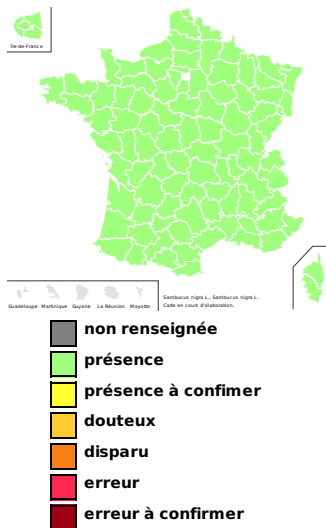 Île-de-France
Guadeloupe Martinique Guyane La Réunion Mayotte
Sambucus nigra L., Sambucus nigra L.
Carte en cours d'élaboration.
non renseignée
présence
présence à confimer
douteux
disparu
erreur
erreur à confirmer